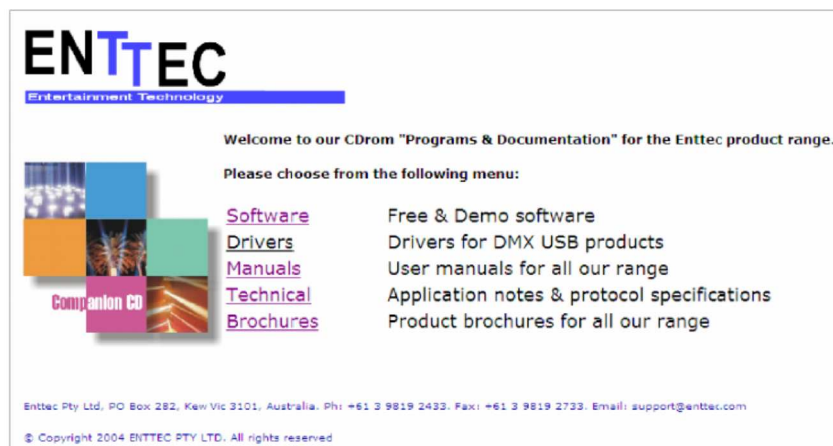 ENTTEC
Entertainment Technology
Welcome to our CDrom "Programs & Documentation" for the Enttec product range.
Please choose from the following menu:
Software Free & Demo software
Drivers Drivers for DMX USB products
Manuals User manuals for all our range
Technical Application notes & protocol specifications
Brochures Product brochures for all our range
Companion CD
Enttec Pty Ltd, PO Box 282, Kew Vic 3101, Australia. Ph: +61 3 9819 2433. Fax: +61 3 9819 2733. Email: support@enttec.com
© Copyright 2004 ENTTEC PTY LTD. All rights reserved